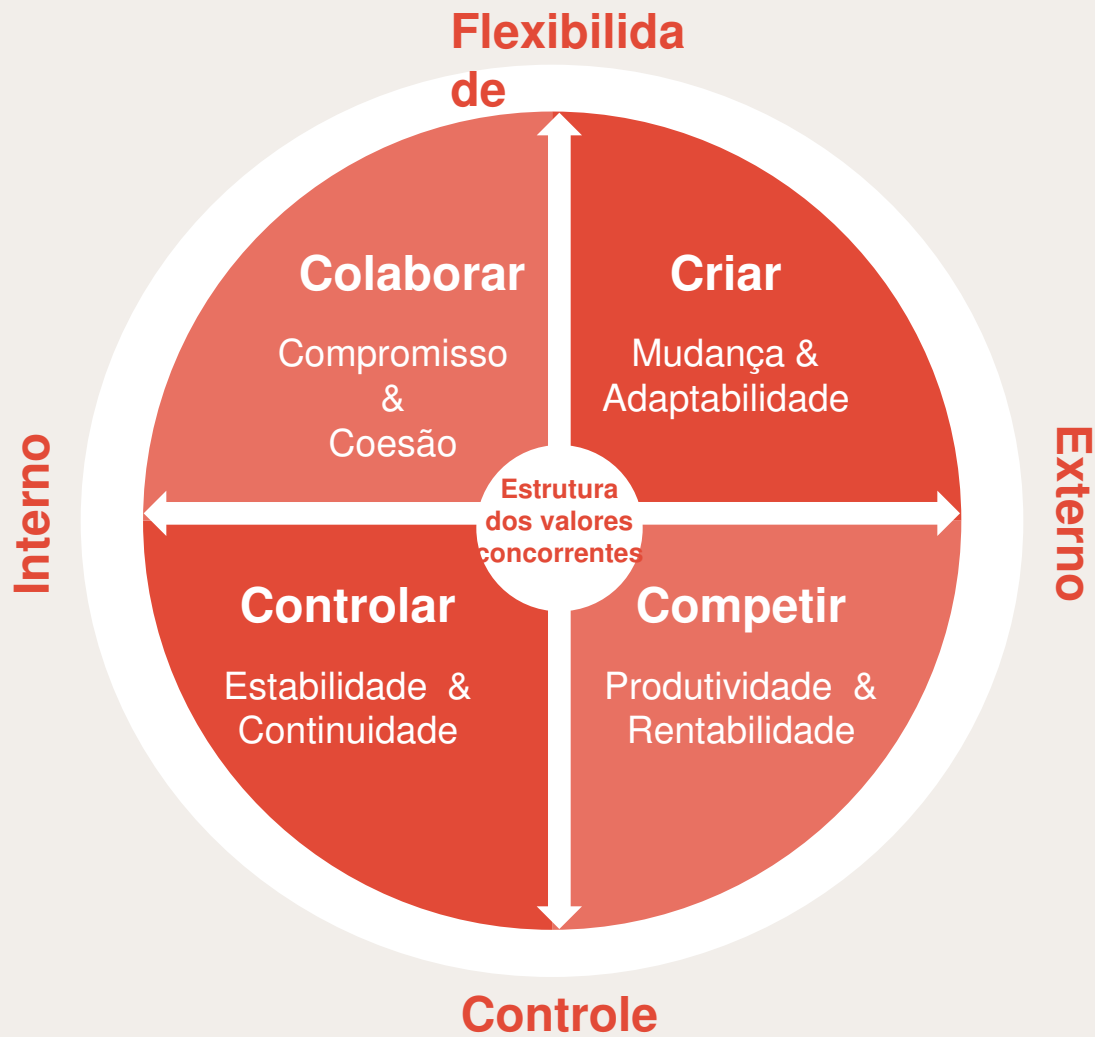 Flexibilida
de
Colaborar
Compromisso
&
Coesão
Criar
Mudança &
Adaptabilidade
Interno
Estrutura
dos valores
concorrentes
Externo
Controlar
Estabilidade  &
Continuidade
Competir
Produtividade  &
Rentabilidade
Controle